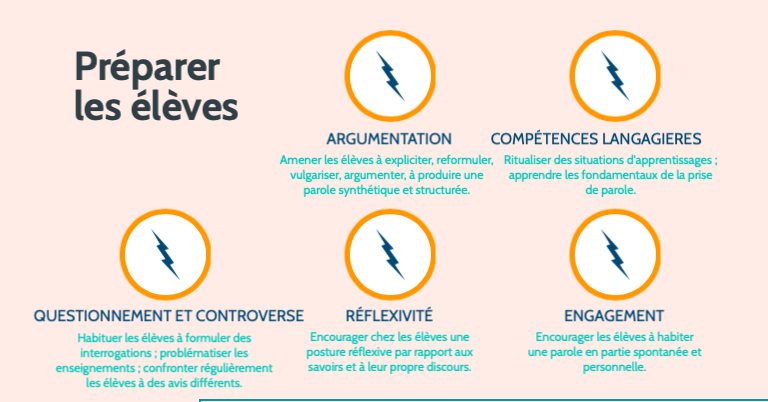 Préparer
les élèves
ARGUMENTATION
Amener les élèves à expliciter, reformuler,
vulgariser, argumenter, à produire une
parole synthétique et structurée.
COMPÉTENCES LANGAGIERES
Ritualiser des situations d'apprentissages ;
apprendre les fondamentaux de la prise
de parole.
QUESTIONNEMENT ET CONTROVERSE
Habituer les élèves à formuler des
interrogations ; problématiser les
enseignements ; confronter régulièrement
les élèves à des avis différents.
RÉFLEXIVITÉ
Encourager chez les élèves une
posture réflexive par rapport aux
savoirs et à leur propre discours.
ENGAGEMENT
Encourager les élèves à habiter
une parole en partie spontanée et
personnelle.